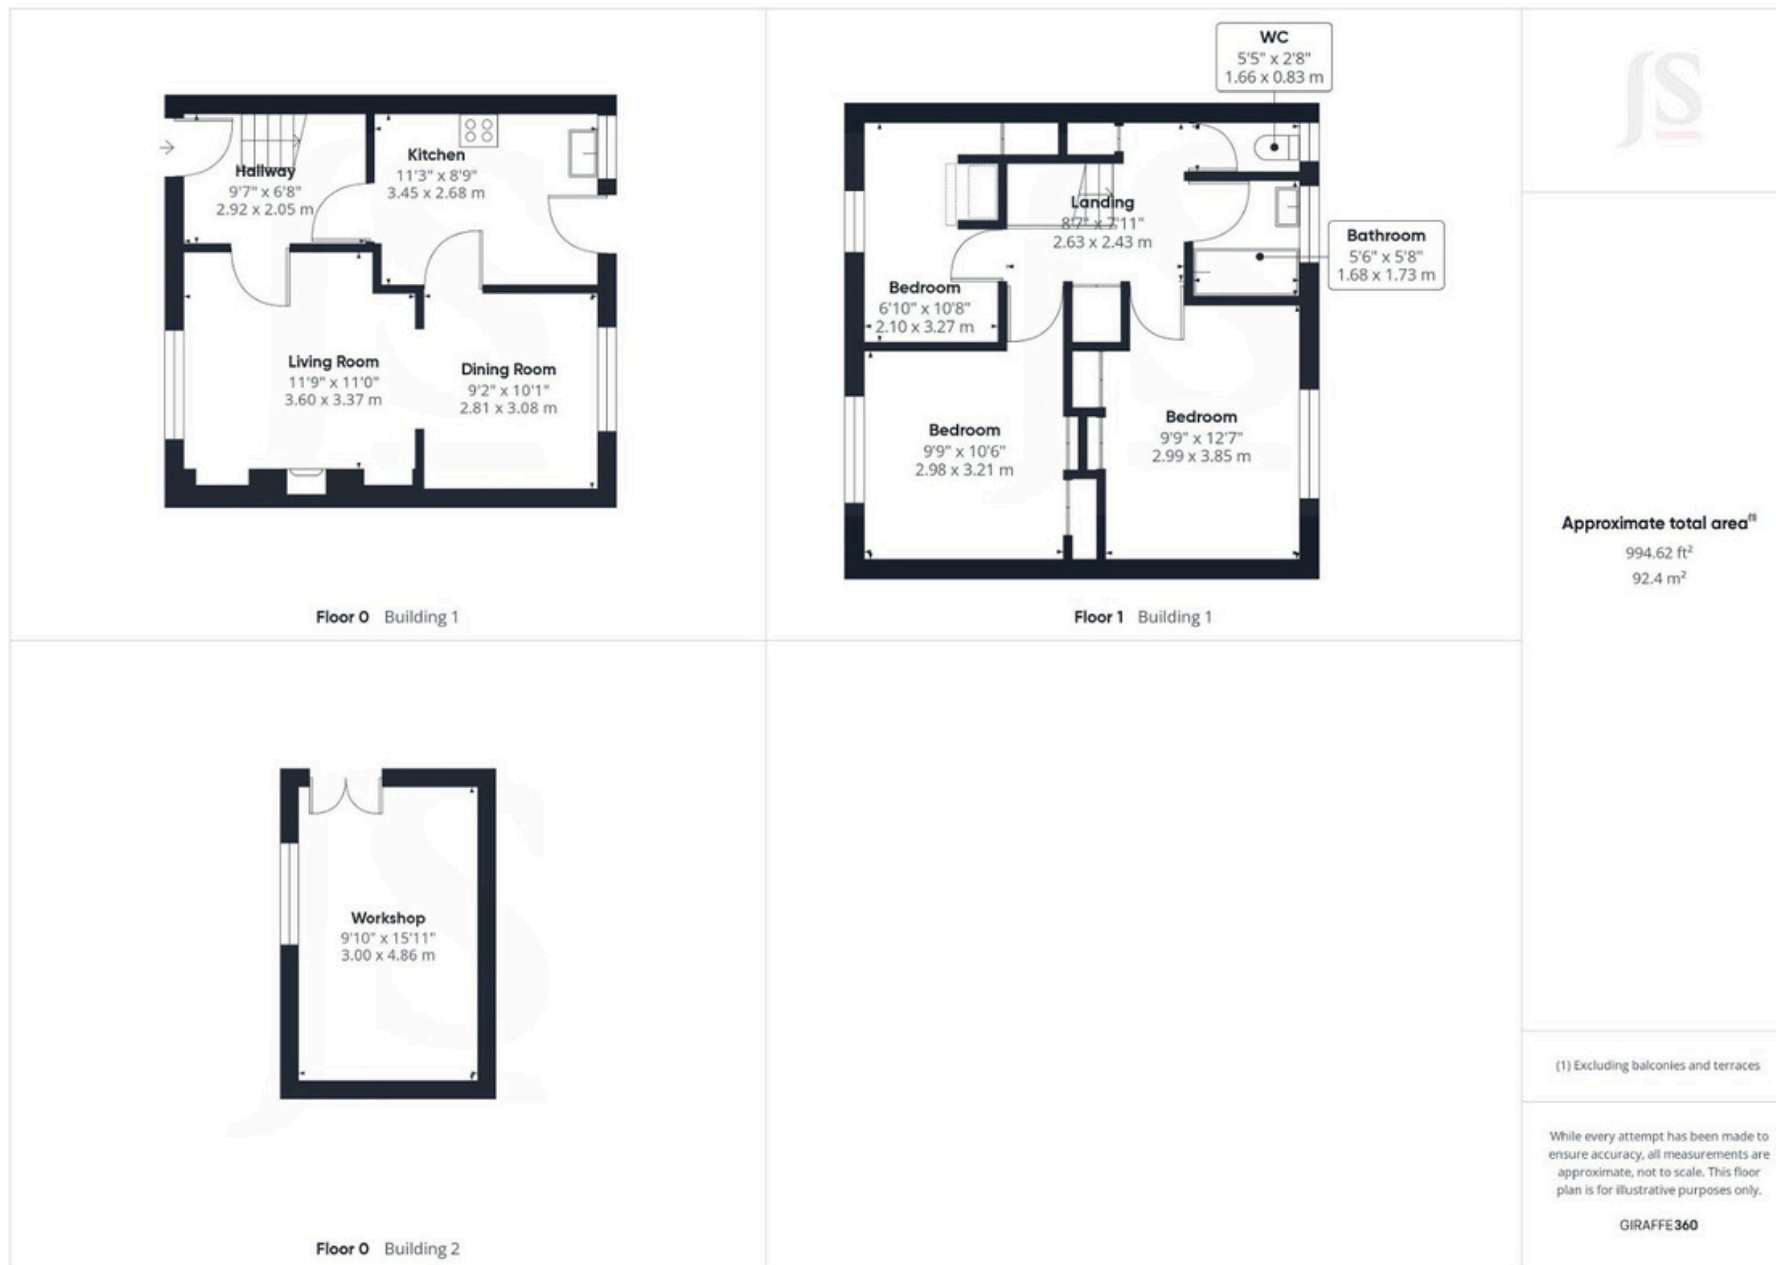 WC
5'5" x 2'8"
1.66 x 0.83 m
JS
Hallway
9'7" x 6'8"
2.92 x 2.05 m
Kitchen
11'3" x 8'9"
3.45 x 2.68 m
Living Room
11'9" x 11'0"
3.60 x 3.37 m
Dining Room
9'2" x 10'1"
2.81 x 3.08 m
Floor 0 Building 1
Landing
8'7" x 7'11"
2.63 x 2.43 m
Bathroom
5'6" x 5'8"
1.68 x 1.73 m
Bedroom
6'10" x 10'8"
2.10 x 3.27 m
Bedroom
9'9" x 10'6"
2.98 x 3.21 m
Bedroom
9'9" x 12'7"
2.99 x 3.85 m
Floor 1 Building 1
Workshop
9'10" x 15'11"
3.00 x 4.86 m
Floor 0 Building 2
Approximate total area⁽¹⁾
994.62 ft²
92.4 m²
(1) Excluding balconies and terraces
While every attempt has been made to
ensure accuracy, all measurements are
approximate, not to scale. This floor
plan is for illustrative purposes only.
GIRAFFE360